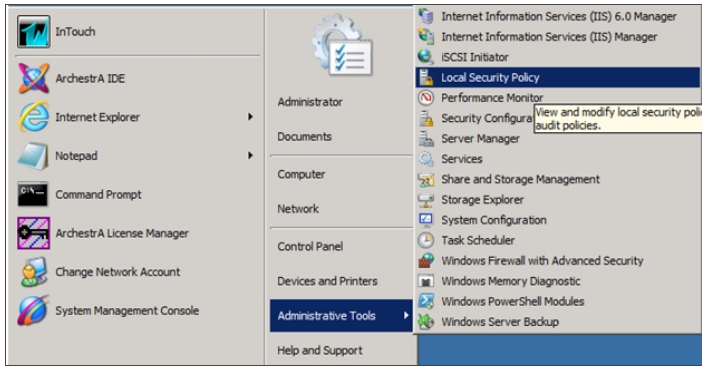 InTouch
ArchestrA IDE
Internet Explorer
Notepad
Command Prompt
ArchestrA License Manager
Change Network Account
System Management Console
Administrator
Documents
Computer
Network
Control Panel
Devices and Printers
Administrative Tools
Help and Support
Internet Information Services (IIS) 6.0 Manager
Internet Information Services (IIS) Manager
iSCSI Initiator
Local Security Policy
Performance Monitor
Security Configura
View and modify local security poli
audit policies.
Server Manager
Services
Share and Storage Management
Storage Explorer
System Configuration
Task Scheduler
Windows Firewall with Advanced Security
Windows Memory Diagnostic
Windows PowerShell Modules
Windows Server Backup